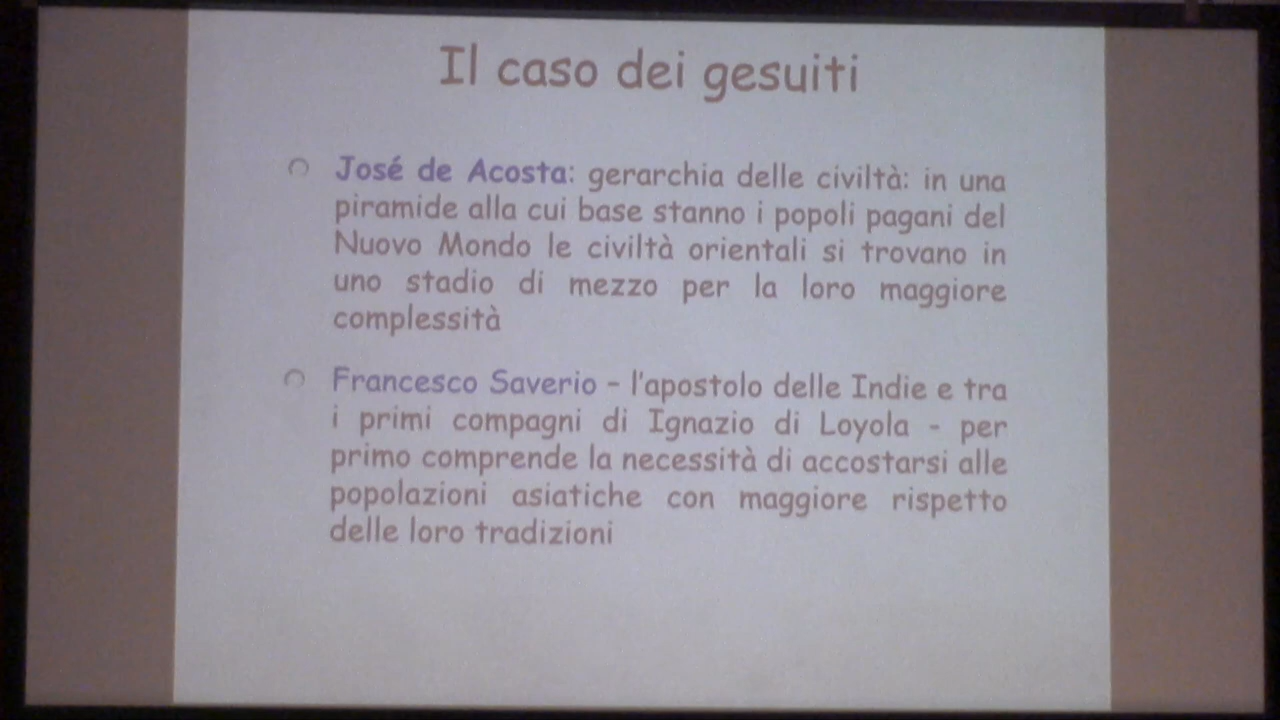 Il caso dei gesuiti
José de Acosta: gerarchia delle civiltà: in una
piramide alla cui base stanno i popoli pagani del
Nuovo Mondo le civiltà orientali si trovano in
uno stadio di mezzo per la loro maggiore
complessità
Francesco Saverio – l'apostolo delle Indie e tra
i primi compagni di Ignazio di Loyola - per
primo comprende la necessità di accostarsi alle
popolazioni asiatiche con maggiore rispetto
delle loro tradizioni